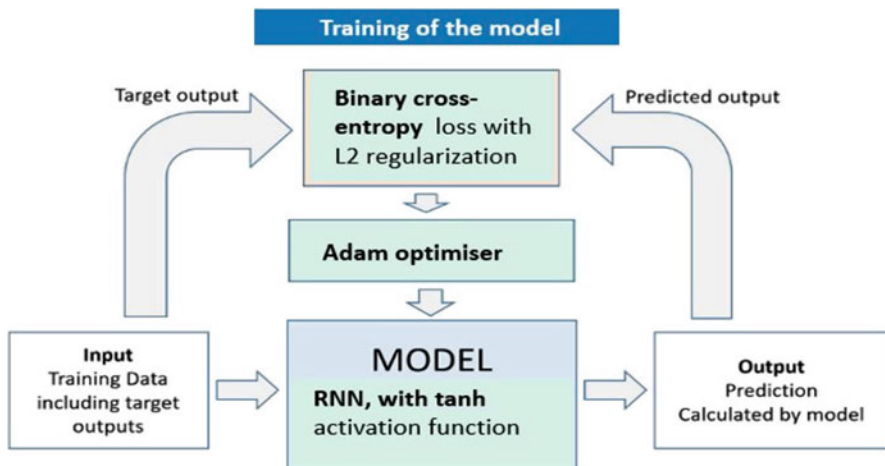 Training of the model
Target output
Binary cross-
entropy loss with
L2 regularization
Predicted output
Adam optimiser
Input
Training Data
including target
outputs
MODEL
RNN, with tanh
activation function
Output
Prediction
Calculated by model